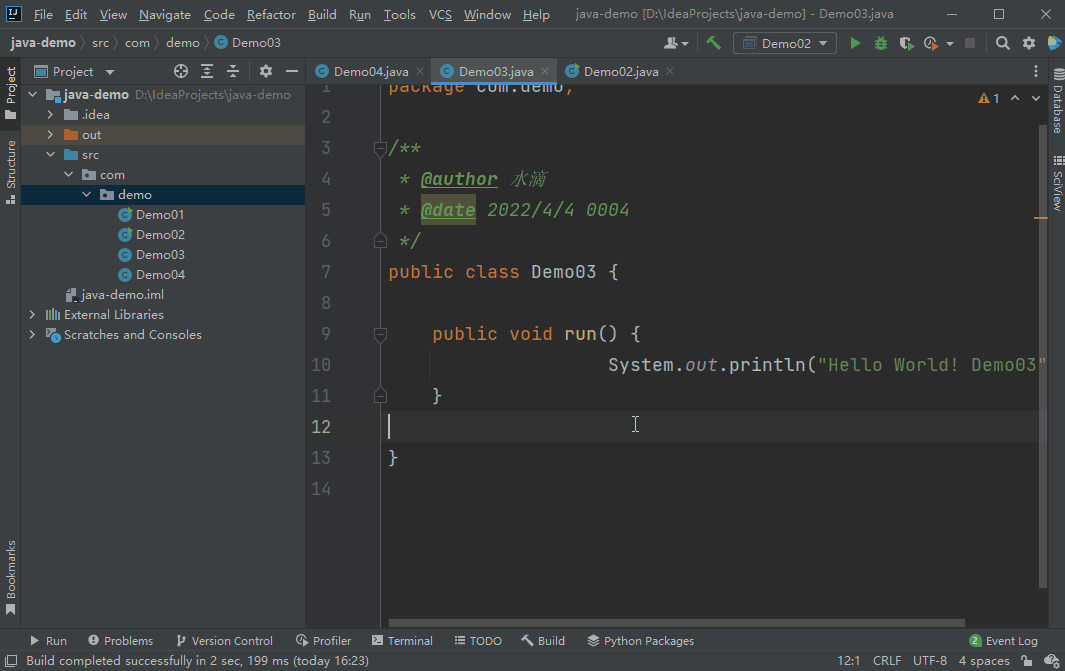 File Edit View Navigate Code Refactor Build Run Tools VCS Window Help java-demo [D:\IdeaProjects\java-demo] - Demo03.java
java-demo src com demo Demo03
Demo02
Project
Demo04.java Demo03.java Demo02.java
java-demo D:\IdeaProjects\java-demo
.idea
out
src
com
demo
Demo01
Demo02
Demo03
Demo04
java-demo.iml
External Libraries
Scratches and Consoles
Project
Structure
Bookmarks
1 package com.demo;
2
3 /**
4 * @author 水滴
5 * @date 2022/4/4 0004
6 */
7 public class Demo03 {
8
9 public void run() {
10 System.out.println("Hello World! Demo03"
11 }
12
13 }
14
1
Database
SciView
Run Problems Version Control Profiler Terminal TODO Build Python Packages 2 Event Log
Build completed successfully in 2 sec, 199 ms (today 16:23) 12:1 CRLF UTF-8 4 spaces